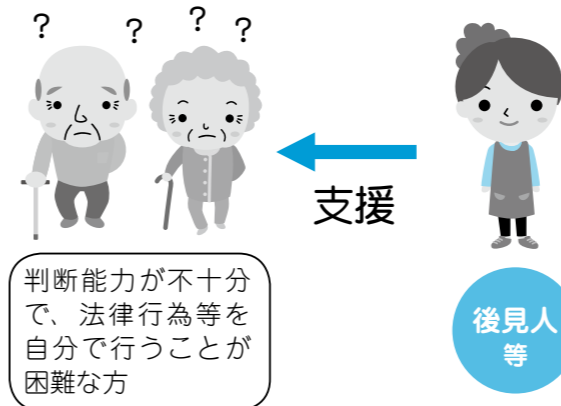 ? ? ? ?
支援
判断能力が不十分
で、法律行為等を
自分で行うことが
困難な方
後見人
等